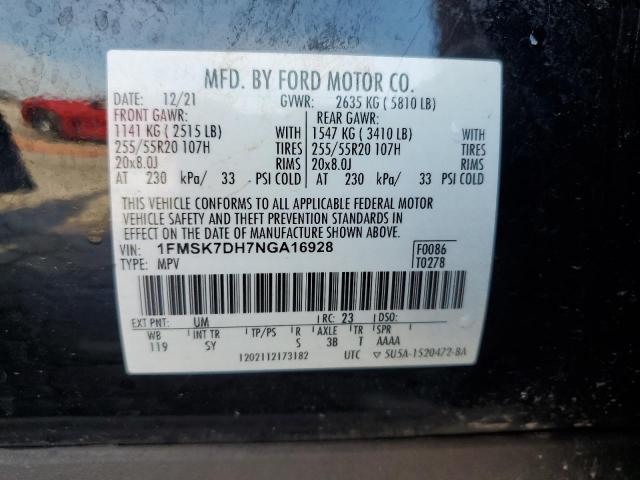 MFD. BY FORD MOTOR CO.
DATE: 12/21 GVWR: 2635 KG ( 5810 LB)
FRONT GAWR: REAR GAWR:
1141 KG ( 2515 LB) WITH 1547 KG ( 3410 LB) WITH
255/55R20 107H TIRES 255/55R20 107H TIRES
20x8.0J RIMS 20x8.0J RIMS
AT 230 kPa/ 33 PSI COLD AT 230 kPa/ 33 PSI COLD
THIS VEHICLE CONFORMS TO ALL APPLICABLE FEDERAL MOTOR
VEHICLE SAFETY AND THEFT PREVENTION STANDARDS IN
EFFECT ON THE DATE OF MANUFACTURE SHOWN ABOVE.
VIN: 1FMSK7DH7NGA16928 F0086
TYPE: MPV T0278
EXT PNT: UM RC: 23 DSO:
WB INT TR TP/PS R AXLE TR SPR
119 SY S 3B T AAAA
1202112173182 UTC ▽ 5U5A-1520472-BA